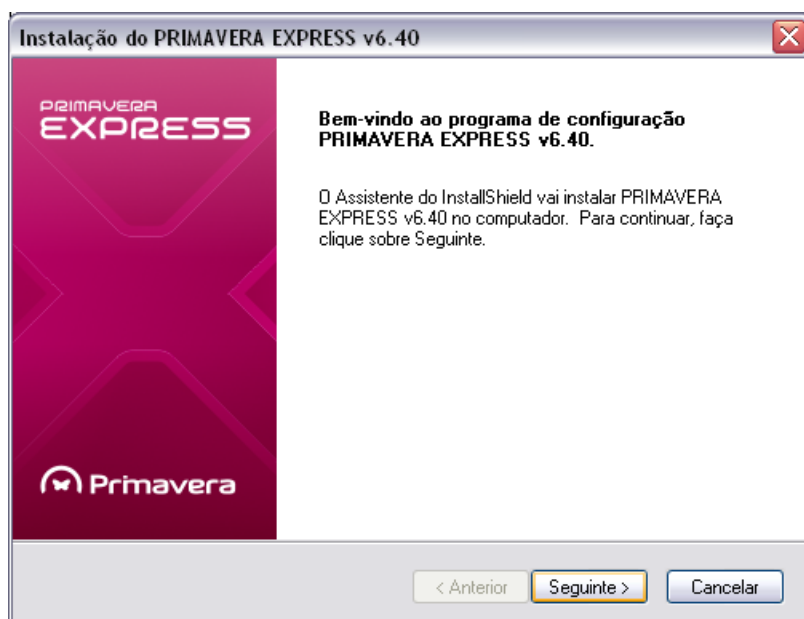 Instalação do PRIMAVERA EXPRESS v6.40
PRIMAVERA
EXPRESS
Bem-vindo ao programa de configuração
PRIMAVERA EXPRESS v6.40.
O Assistente do InstallShield vai instalar PRIMAVERA
EXPRESS v6.40 no computador. Para continuar, faça
clique sobre Seguinte.
Primavera
< Anterior
Seguinte >
Cancelar